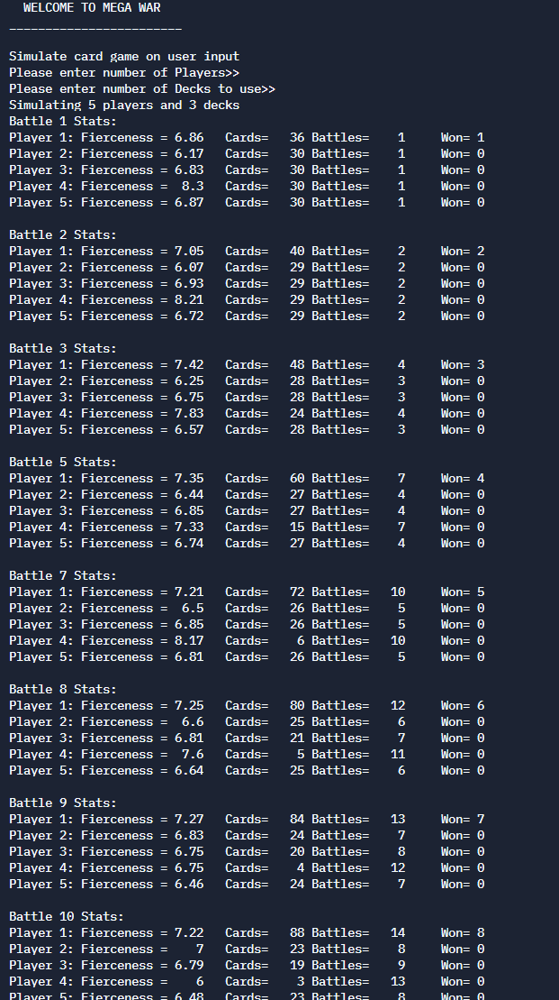 WELCOME TO MEGA WAR
________________________
Simulate card game on user input
Please enter number of Players>>
Please enter number of Decks to use>>
Simulating 5 players and 3 decks
Battle 1 Stats:
Player 1: Fierceness = 6.86   Cards=   36 Battles=    1     Won= 1
Player 2: Fierceness = 6.17   Cards=   30 Battles=    1     Won= 0
Player 3: Fierceness = 6.83   Cards=   30 Battles=    1     Won= 0
Player 4: Fierceness =  8.3   Cards=   30 Battles=    1     Won= 0
Player 5: Fierceness = 6.87   Cards=   30 Battles=    1     Won= 0

Battle 2 Stats:
Player 1: Fierceness = 7.05   Cards=   40 Battles=    2     Won= 2
Player 2: Fierceness = 6.07   Cards=   29 Battles=    2     Won= 0
Player 3: Fierceness = 6.93   Cards=   29 Battles=    2     Won= 0
Player 4: Fierceness = 8.21   Cards=   29 Battles=    2     Won= 0
Player 5: Fierceness = 6.72   Cards=   29 Battles=    2     Won= 0

Battle 3 Stats:
Player 1: Fierceness = 7.42   Cards=   48 Battles=    4     Won= 3
Player 2: Fierceness = 6.25   Cards=   28 Battles=    3     Won= 0
Player 3: Fierceness = 6.75   Cards=   28 Battles=    3     Won= 0
Player 4: Fierceness = 7.83   Cards=   24 Battles=    4     Won= 0
Player 5: Fierceness = 6.57   Cards=   28 Battles=    3     Won= 0

Battle 5 Stats:
Player 1: Fierceness = 7.35   Cards=   60 Battles=    7     Won= 4
Player 2: Fierceness = 6.44   Cards=   27 Battles=    4     Won= 0
Player 3: Fierceness = 6.85   Cards=   27 Battles=    4     Won= 0
Player 4: Fierceness = 7.33   Cards=   15 Battles=    7     Won= 0
Player 5: Fierceness = 6.74   Cards=   27 Battles=    4     Won= 0

Battle 7 Stats:
Player 1: Fierceness = 7.21   Cards=   72 Battles=   10     Won= 5
Player 2: Fierceness =  6.5   Cards=   26 Battles=    5     Won= 0
Player 3: Fierceness = 6.85   Cards=   26 Battles=    5     Won= 0
Player 4: Fierceness = 8.17   Cards=    6 Battles=   10     Won= 0
Player 5: Fierceness = 6.81   Cards=   26 Battles=    5     Won= 0

Battle 8 Stats:
Player 1: Fierceness = 7.25   Cards=   80 Battles=   12     Won= 6
Player 2: Fierceness =  6.6   Cards=   25 Battles=    6     Won= 0
Player 3: Fierceness = 6.81   Cards=   21 Battles=    7     Won= 0
Player 4: Fierceness =  7.6   Cards=    5 Battles=   11     Won= 0
Player 5: Fierceness = 6.64   Cards=   25 Battles=    6     Won= 0

Battle 9 Stats:
Player 1: Fierceness = 7.27   Cards=   84 Battles=   13     Won= 7
Player 2: Fierceness = 6.83   Cards=   24 Battles=    7     Won= 0
Player 3: Fierceness = 6.75   Cards=   20 Battles=    8     Won= 0
Player 4: Fierceness = 6.75   Cards=    4 Battles=   12     Won= 0
Player 5: Fierceness = 6.46   Cards=   24 Battles=    7     Won= 0

Battle 10 Stats:
Player 1: Fierceness = 7.22   Cards=   88 Battles=   14     Won= 8
Player 2: Fierceness =    7   Cards=   23 Battles=    8     Won= 0
Player 3: Fierceness = 6.79   Cards=   19 Battles=    9     Won= 0
Player 4: Fierceness =    6   Cards=    3 Battles=   13     Won= 0
Player 5: Fierceness = 6.48   Cards=   23 Battles=    8     Won= 0